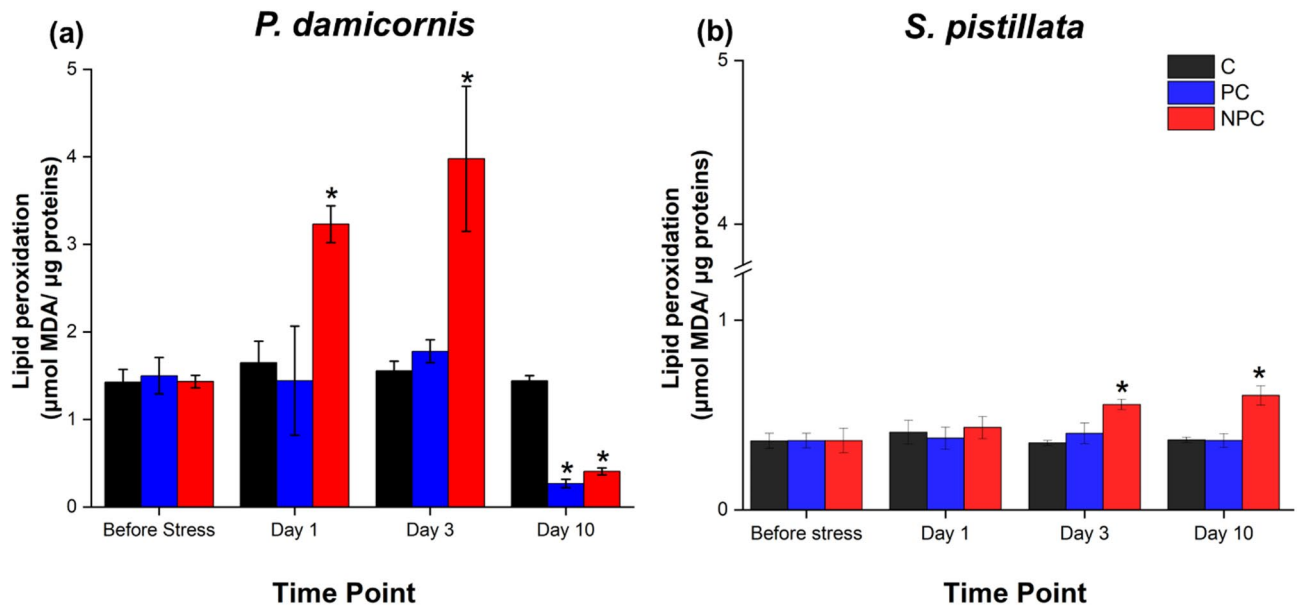 (a)
P. damicornis
Lipid peroxidation
(µmol MDA/ µg proteins)
5
4
3
2
1
0
*
*
*
*
Before Stress
Day 1
Day 3
Day 10
Time Point
(b)
S. pistillata
C
PC
NPC
Lipid peroxidation
(µmol MDA/ µg proteins)
5
4
1
0
*
*
Before stress
Day 1
Day 3
Day 10
Time Point